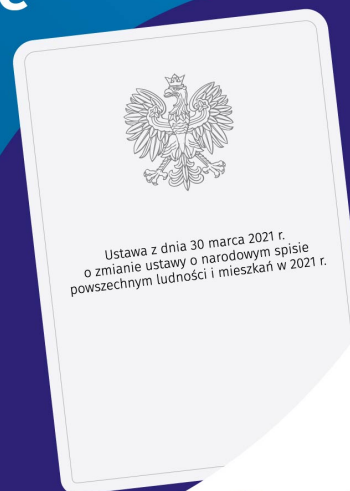 Ustawa z dnia 30 marca 2021 r.
o zmianie ustawy o narodowym spisie
powszechnym ludności i mieszkań w 2021 r.